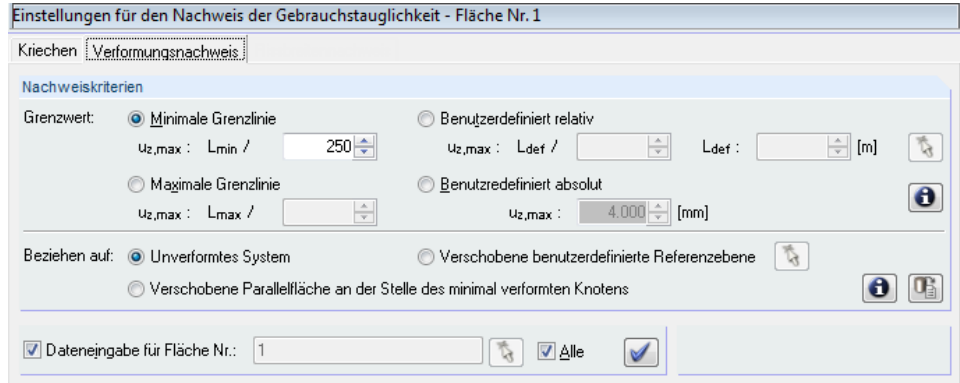 Einstellungen für den Nachweis der Gebrauchstauglichkeit - Fläche Nr. 1
Kriechen Verformungsnachweis
Nachweiskriterien
Grenzwert: Minimale Grenzlinie Benutzerdefiniert relativ
uz,max : Lmin / 250 uz,max : Ldef / Ldef : [m]
Maximale Grenzlinie Benutzredefiniert absolut
uz,max : Lmax / uz,max : 4.000 [mm]
Beziehen auf: Unverformtes System Verschobene benutzerdefinierte Referenzebene
Verschobene Parallelfläche an der Stelle des minimal verformten Knotens
Dateneingabe für Fläche Nr.: 1 Alle